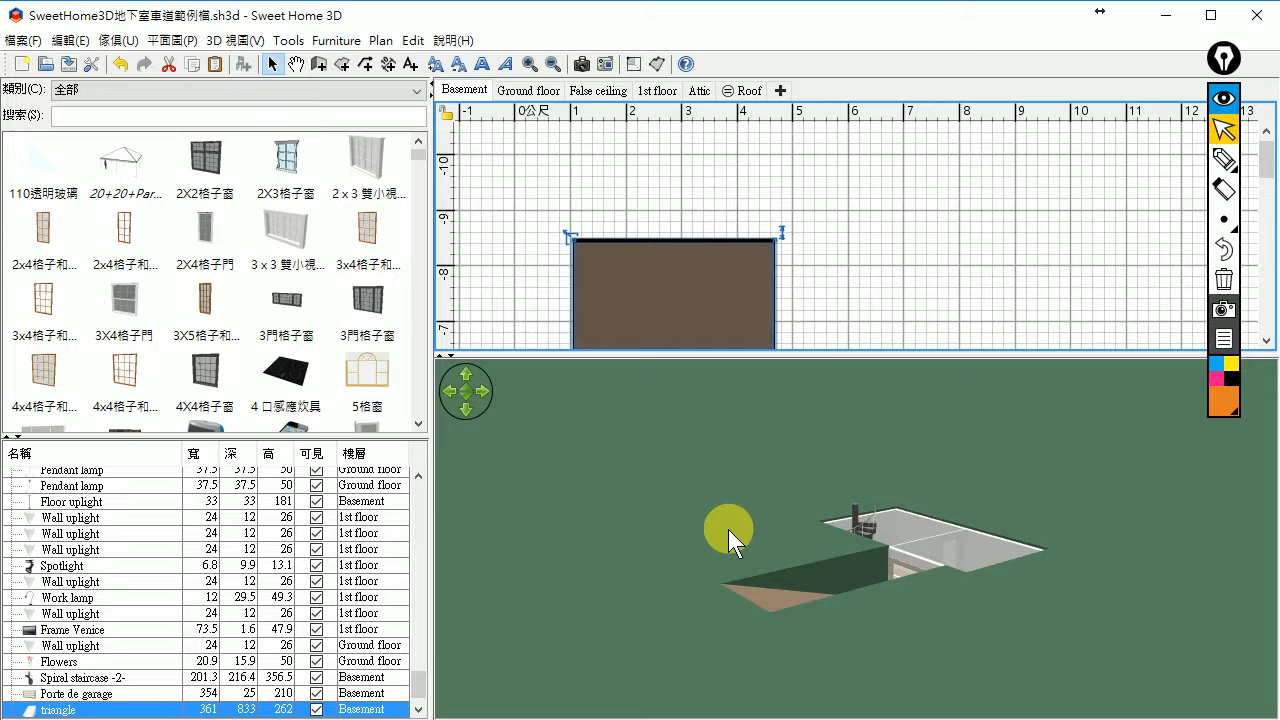 SweetHome3D地下室車道範例檔.sh3d - Sweet Home 3D
檔案(F) 編輯(E) 傢俱(U) 平面圖(P) 3D 視圖(V) Tools Furniture Plan Edit 說明(H)
類別(C): 全部
搜索(S):
110透明玻璃 20+20+Par... 2X2格子窗 2X3格子窗 2 x 3 雙小視...
2x4格子和... 2x4格子和... 2X4格子門 3 x 3 雙小視... 3x4格子和...
3x4格子和... 3X4格子門 3X5格子和... 3門格子窗 3門格子窗
4x4格子和... 4x4格子和... 4X4格子窗 4 口感應炊具 5格窗
名稱 寬 深 高 可見 樓層
Pendant lamp 37.5 37.5 50 Ground floor
Pendant lamp 37.5 37.5 50 Ground floor
Floor uplight 33 33 181 Basement
Wall uplight 24 12 26 1st floor
Wall uplight 24 12 26 1st floor
Wall uplight 24 12 26 1st floor
Spotlight 6.8 9.9 13.1 1st floor
Wall uplight 24 12 26 1st floor
Work lamp 12 29.5 49.3 1st floor
Wall uplight 24 12 26 1st floor
Frame Venice 73.5 1.6 47.9 1st floor
Wall uplight 24 12 26 Ground floor
Flowers 20.9 15.9 50 Ground floor
Spiral staircase -2- 201.3 216.4 356.5 Basement
Porte de garage 354 25 210 Basement
triangle 361 833 262 Basement
Basement Ground floor False ceiling 1st floor Attic Roof
-1 0公尺 1 2 3 4 5 6 7 8 9 10 11 12 13
-10
-9
-8
-7